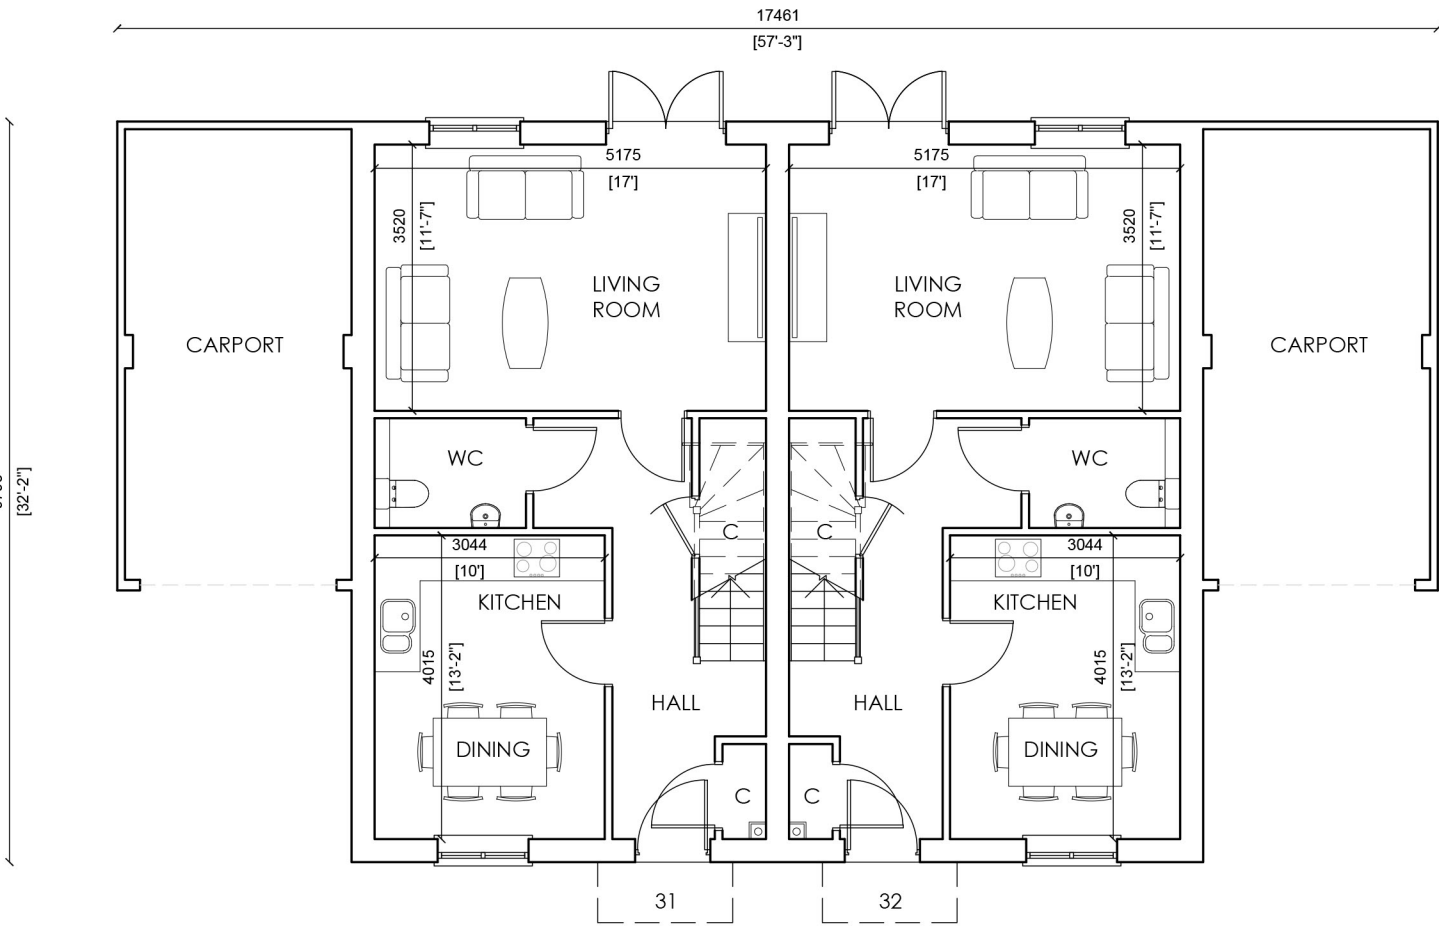 17461
[57'-3"]
5175
[17']
5175
[17']
3520
[11'-7"]
3520
[11'-7"]
LIVING
ROOM
LIVING
ROOM
CARPORT
CARPORT
WC
WC
[32'-2"]
C
C
3044
[10']
3044
[10']
KITCHEN
KITCHEN
4015
[13'-2"]
4015
[13'-2"]
HALL
HALL
DINING
DINING
C
C
31
32